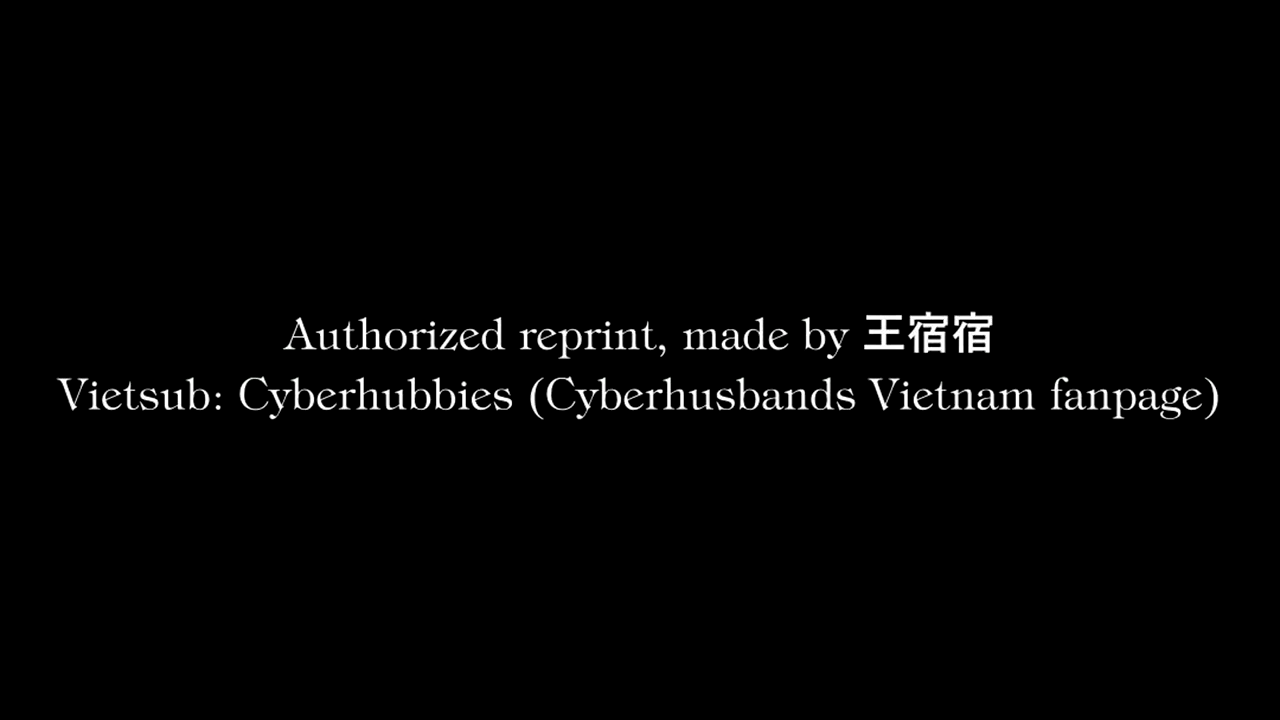 Authorized reprint, made by 王宿宿
Vietsub: Cyberhubbies (Cyberhusbands Vietnam fanpage)